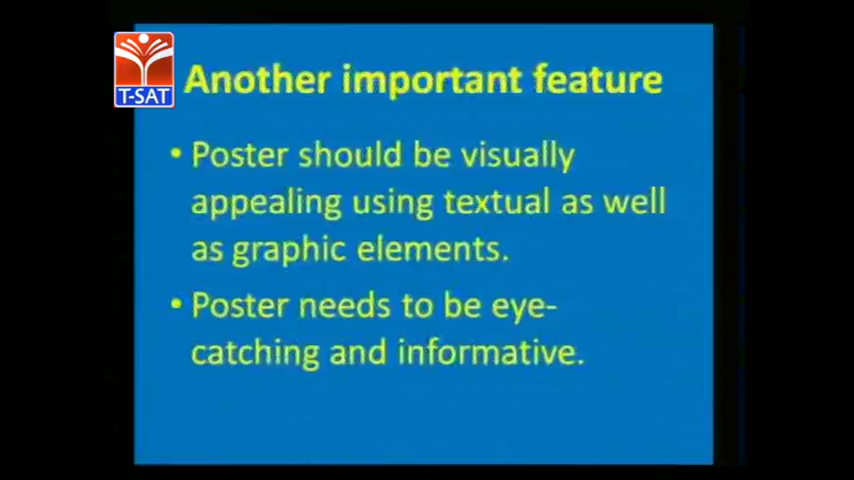 T-SAT
Another important feature
• Poster should be visually
appealing using textual as well
as graphic elements.
• Poster needs to be eye-
catching and informative.